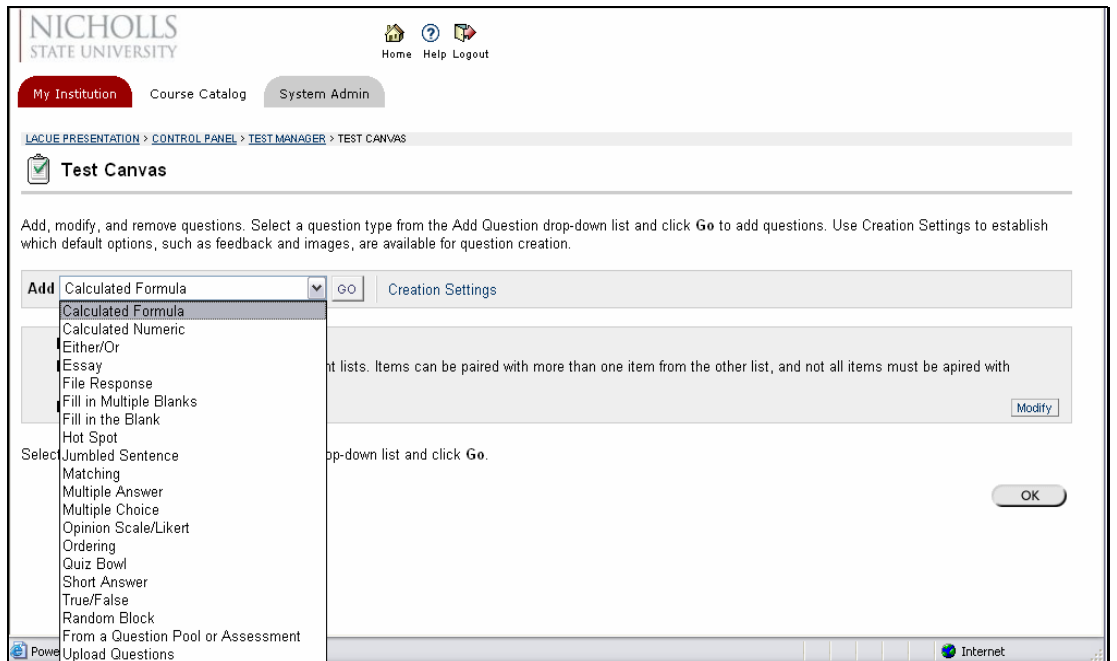 NICHOLLS
STATE UNIVERSITY
Home Help Logout
My Institution Course Catalog System Admin
LACUE PRESENTATION > CONTROL PANEL > TEST MANAGER > TEST CANVAS
Test Canvas
Add, modify, and remove questions. Select a question type from the Add Question drop-down list and click Go to add questions. Use Creation Settings to establish
which default options, such as feedback and images, are available for question creation.
Add Calculated Formula GO Creation Settings
Calculated Formula
Calculated Numeric
Either/Or
Essay
File Response
Fill in Multiple Blanks
Fill in the Blank
Hot Spot
Jumbled Sentence
Matching
Multiple Answer
Multiple Choice
Opinion Scale/Likert
Ordering
Quiz Bowl
Short Answer
True/False
Random Block
From a Question Pool or Assessment
Upload Questions
lists. Items can be paired with more than one item from the other list, and not all items must be apired with
Modify
Select
down list and click Go.
OK
Powe
Internet